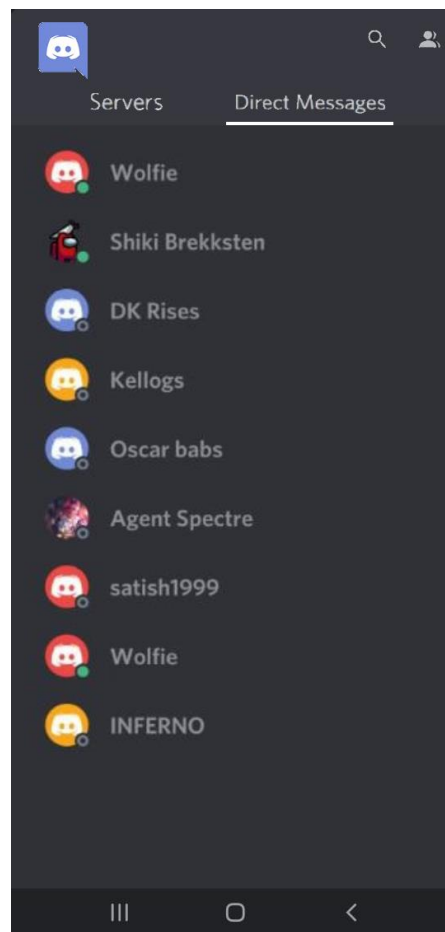 Servers Direct Messages
Wolfie
Shiki Brekksten
DK Rises
Kellogs
Oscar babs
Agent Spectre
satish1999
Wolfie
INFERNO